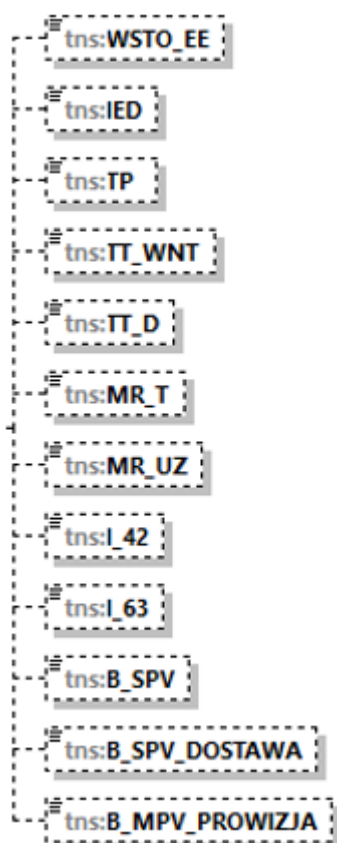 tns:WSTO_EE
tns:IED
tns:TP
tns:TT_WNT
tns:TT_D
tns:MR_T
tns:MR_UZ
tns:I_42
tns:I_63
tns:B_SPV
tns:B_SPV_DOSTAWA
tns:B_MPV_PROWIZJA